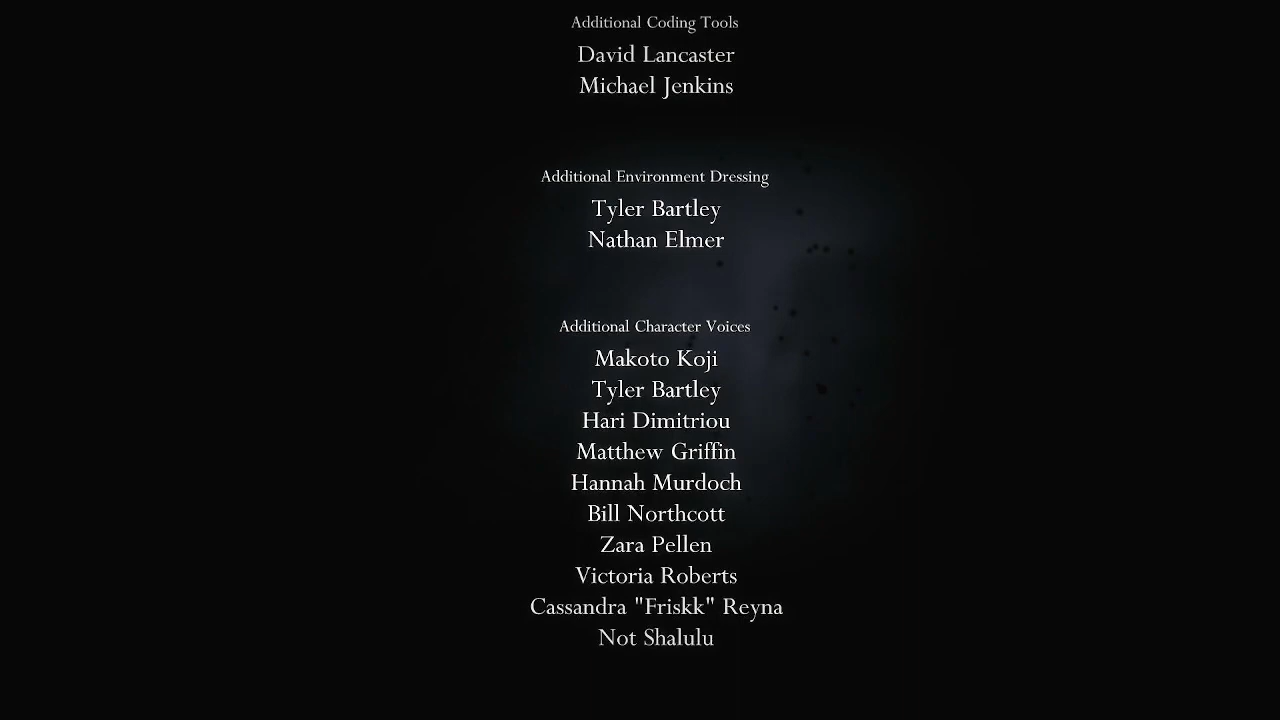 Additional Coding Tools
David Lancaster
Michael Jenkins
Additional Environment Dressing
Tyler Bartley
Nathan Elmer
Additional Character Voices
Makoto Koji
Tyler Bartley
Hari Dimitriou
Matthew Griffin
Hannah Murdoch
Bill Northcott
Zara Pellen
Victoria Roberts
Cassandra "Friskk" Reyna
Not Shalulu